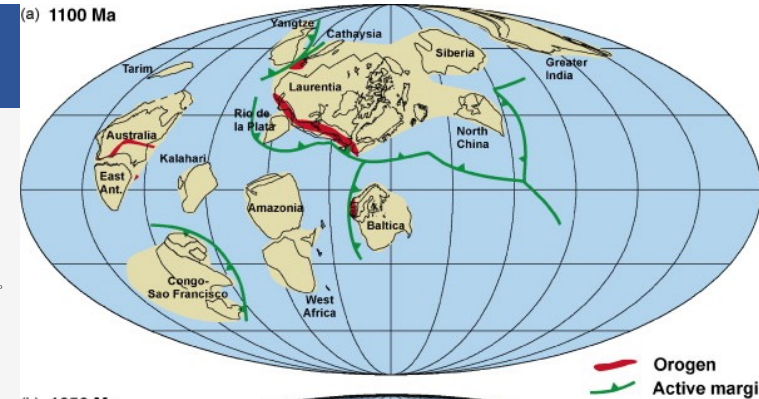 (a) 1100 Ma
Yangtze
Cathaysia
Siberia
Greater
India
Tarim
Laurentia
Rio de
la Plata
North
China
Australia
Kalahari
East
Ant.
Amazonia
Baltica
Congo-
Sao Francisco
West
Africa
Orogen
Active margi